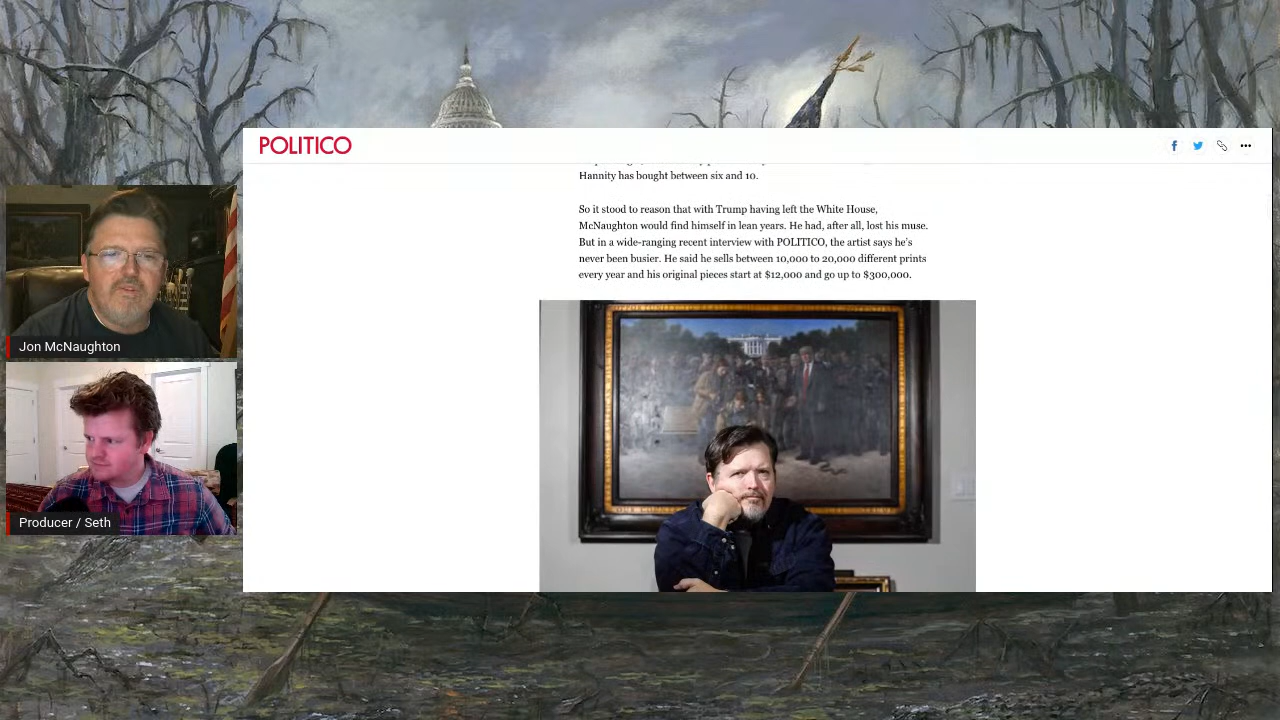 POLITICO
Hannity has bought between six and 10.
So it stood to reason that with Trump having left the White House,
McNaughton would find himself in lean years. He had, after all, lost his muse.
But in a wide-ranging recent interview with POLITICO, the artist says he's
never been busier. He said he sells between 10,000 to 20,000 different prints
every year and his original pieces start at $12,000 and go up to $300,000.
Jon McNaughton
Producer / Seth